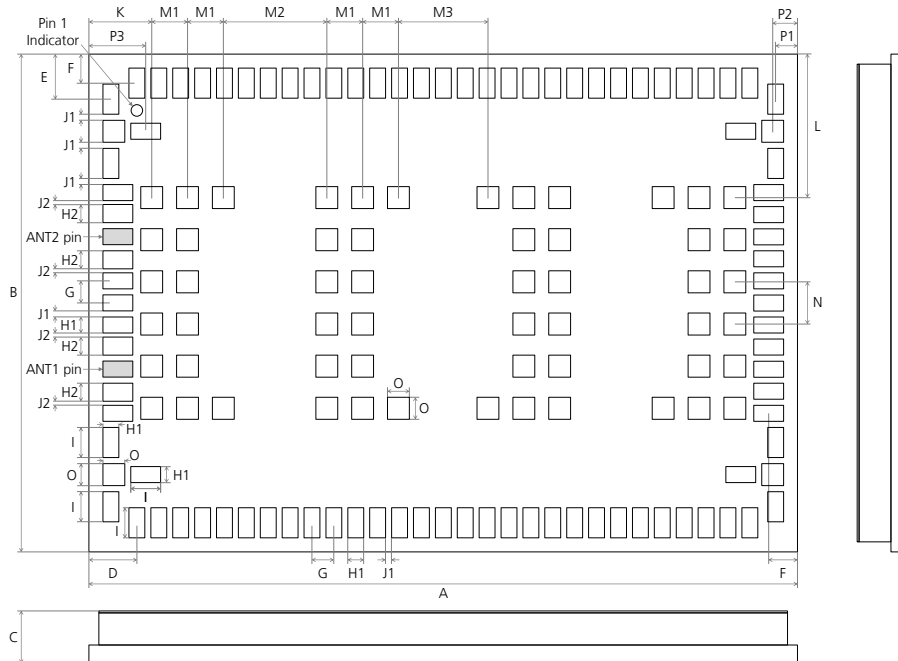 K M1 M1 M2 M1 M1 M3 P2
Pin 1
Indicator
P3 P1
F
E
J1
J1
L
J1
J2
H2
ANT2 pin
H2
J2
B G N
J1
H1
J2
H2
ANT1 pin
H2
O
J2 O
H1
I
O
O H1
I
I
I
D G H1 J1 F
A
C